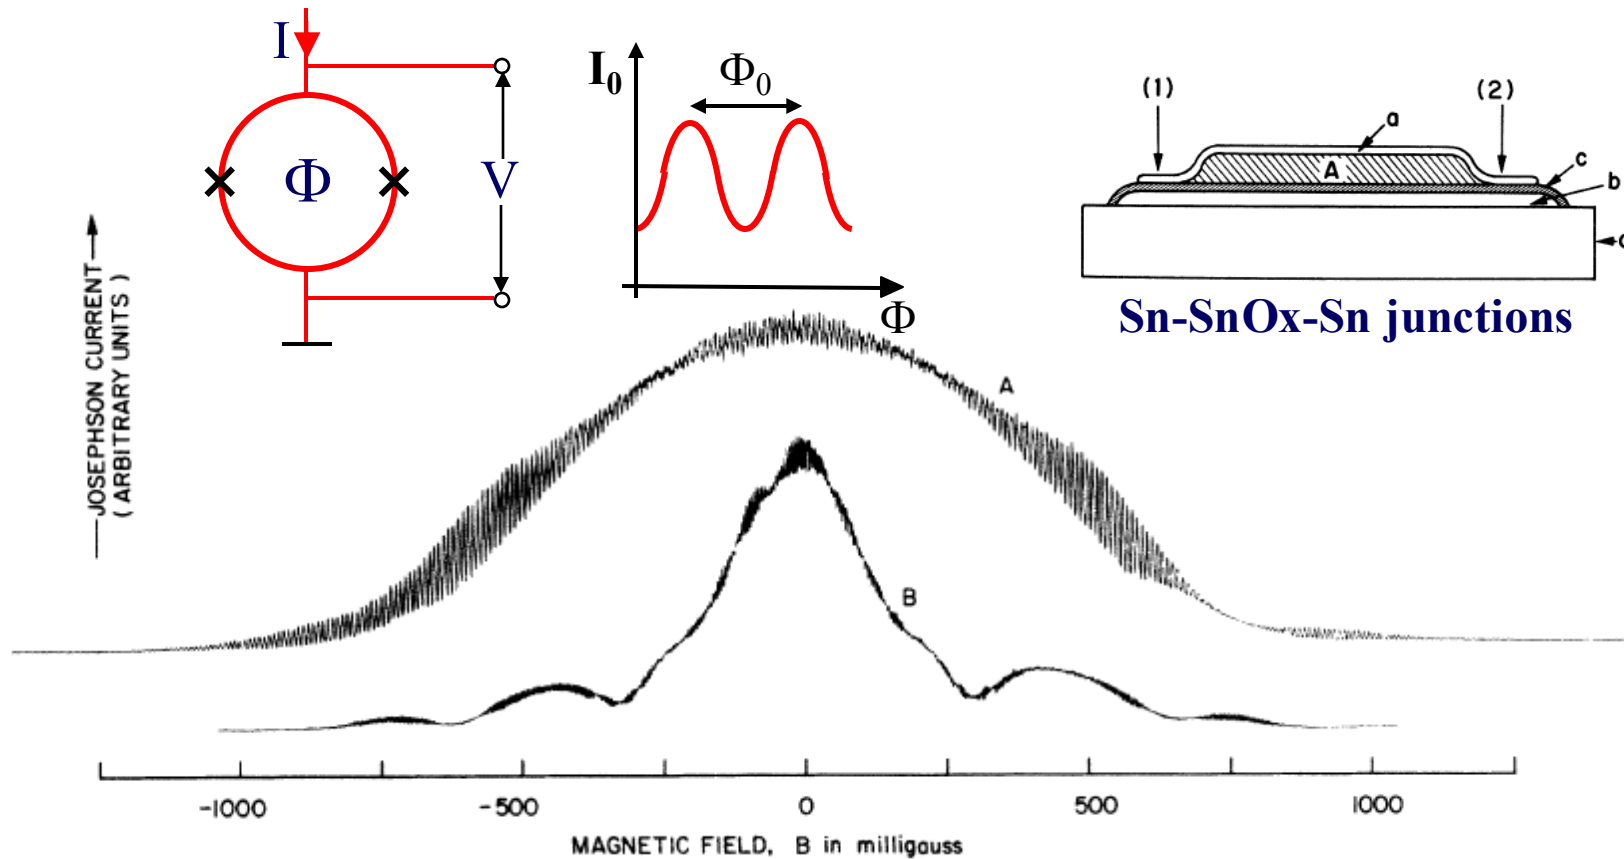 I
Φ
V
I₀
Φ₀
Φ
(1)
(2)
a
A
c
b
Sn-SnOx-Sn junctions
JOSEPHSON CURRENT
(ARBITRARY UNITS)
A
B
-1000
-500
0
500
1000
MAGNETIC FIELD, B in milligauss